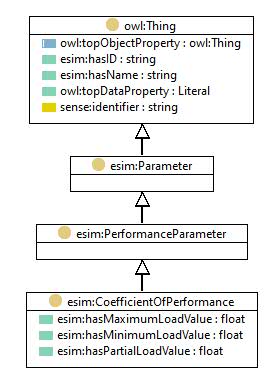 owl:Thing
owl:topObjectProperty : owl:Thing
esim:hasID : string
esim:hasName : string
owl:topDataProperty : Literal
sense:identifier : string
esim:Parameter
esim:PerformanceParameter
esim:CoefficientOfPerformance
esim:hasMaximumLoadValue : float
esim:hasMinimumLoadValue : float
esim:hasPartialLoadValue : float